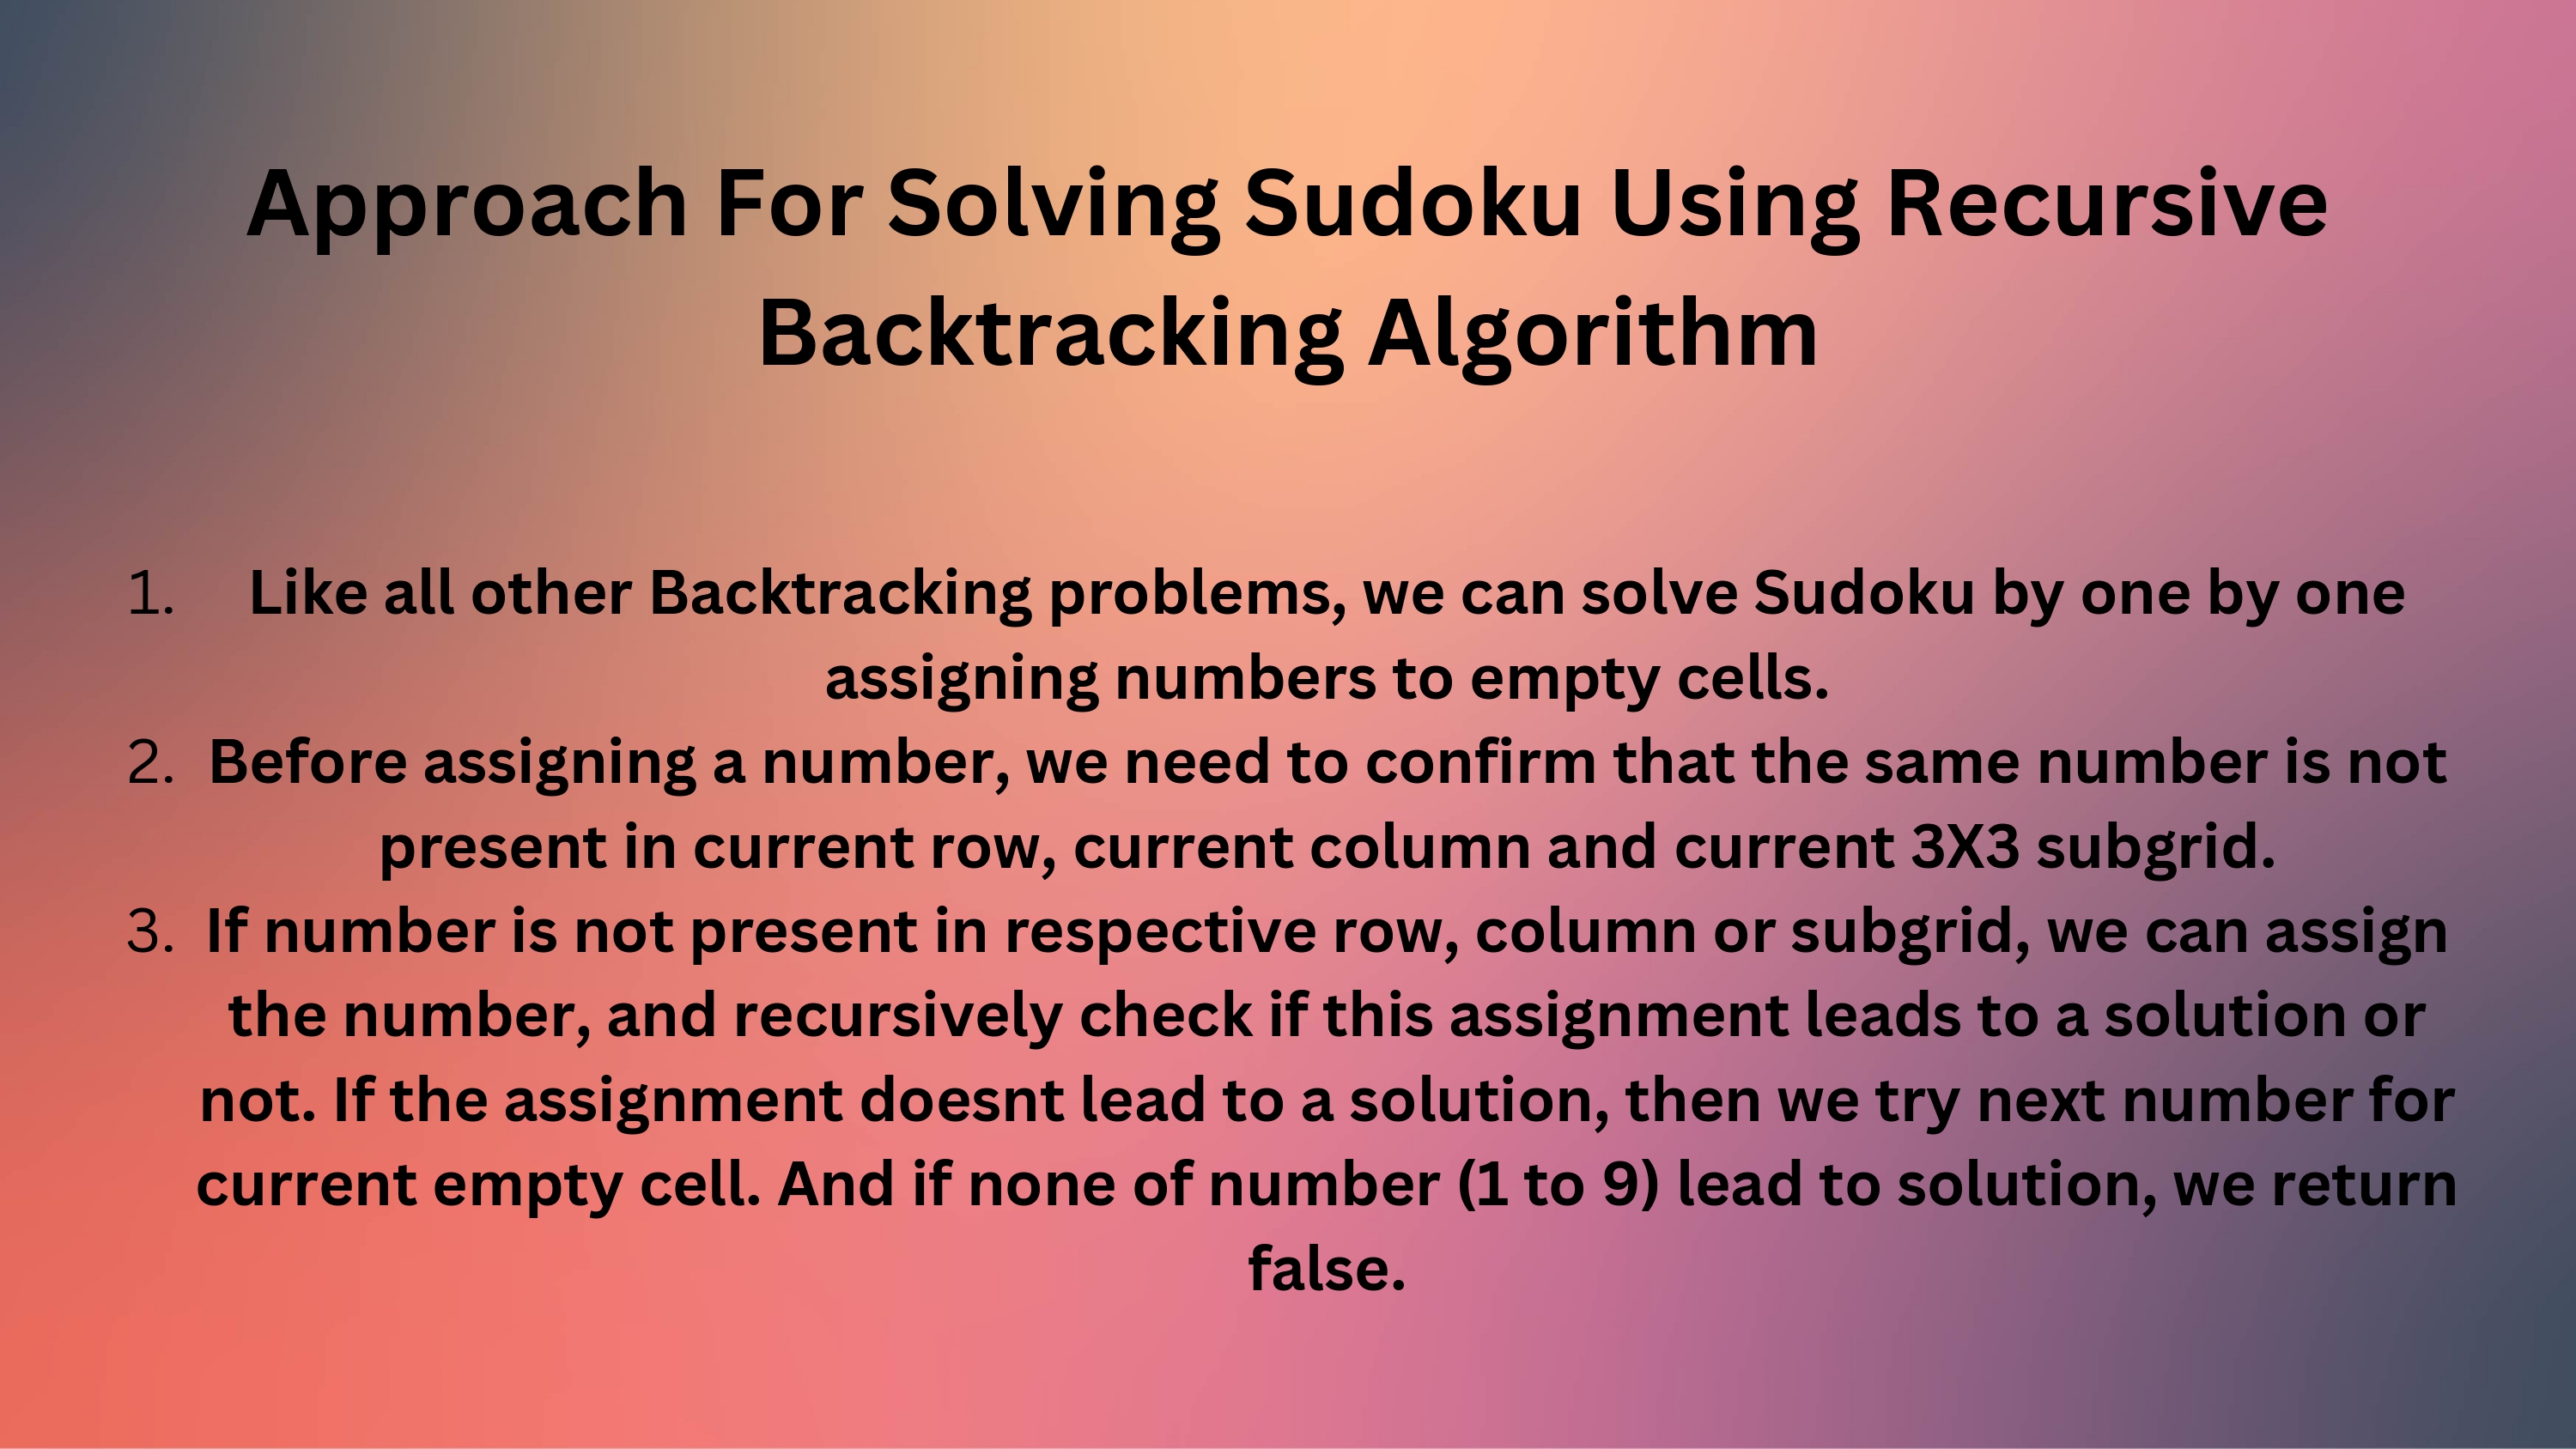 Approach For Solving Sudoku Using Recursive
Backtracking Algorithm
1. Like all other Backtracking problems, we can solve Sudoku by one by one
assigning numbers to empty cells.
2. Before assigning a number, we need to confirm that the same number is not
present in current row, current column and current 3X3 subgrid.
3. If number is not present in respective row, column or subgrid, we can assign
the number, and recursively check if this assignment leads to a solution or
not. If the assignment doesnt lead to a solution, then we try next number for
current empty cell. And if none of number (1 to 9) lead to solution, we return
false.